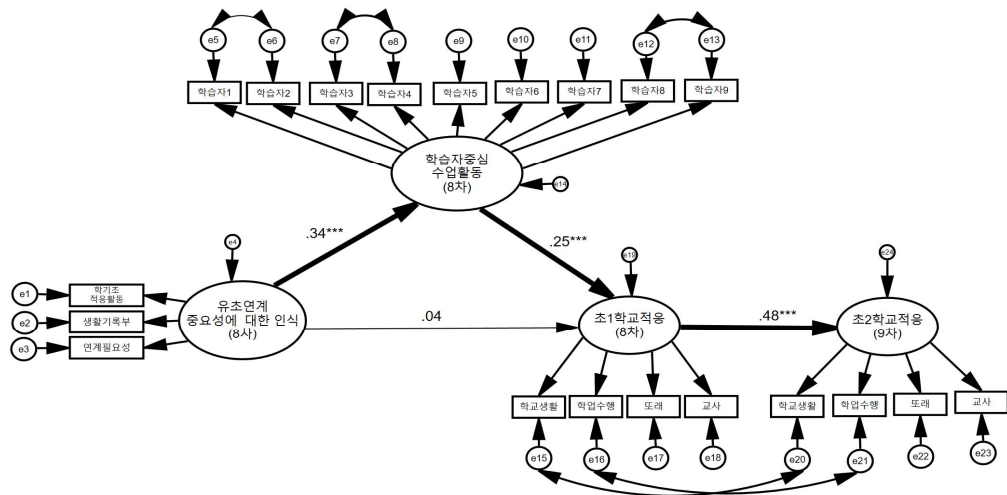 e5
e6
e7
e8
e9
e10
e11
e12
e13
학습자1
학습자2
학습자3
학습자4
학습자5
학습자6
학습자7
학습자8
학습자9
학습자중심
수업활동
(8차)
e14
.34***
.25***
e4
e19
e24
e1
학기초
적응활동
e2
생활기록부
e3
연계필요성
유초연계
중요성에 대한 인식
(8사)
.04
초1학교적응
(8차)
.48***
초2학교적응
(9차)
학교생활
학업수행
또래
교사
학교생활
학업수행
또래
교사
e15
e16
e17
e18
e20
e21
e22
e23